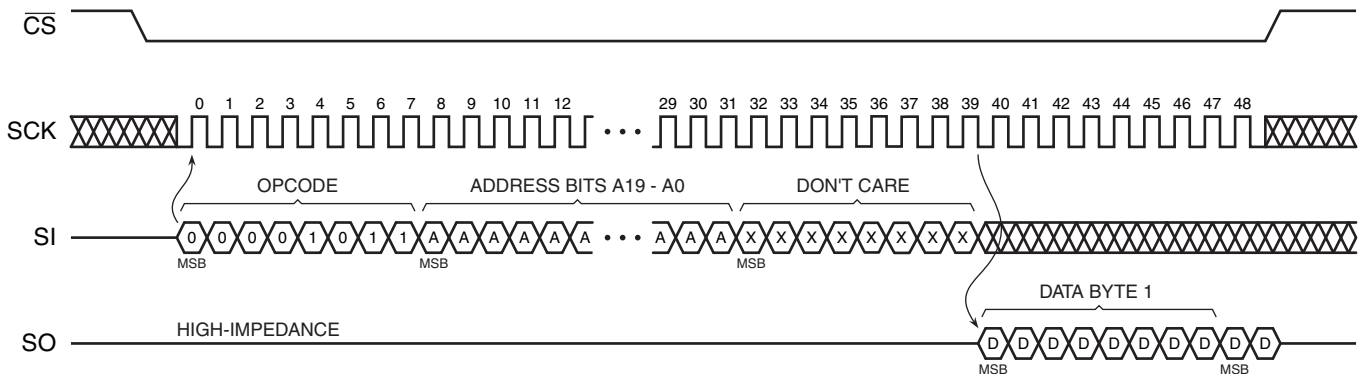 CS
0 1 2 3 4 5 6 7 8 9 10 11 12 29 30 31 32 33 34 35 36 37 38 39 40 41 42 43 44 45 46 47 48
SCK
OPCODE ADDRESS BITS A19 - A0 DON'T CARE
SI 0 0 0 0 1 0 1 1 A A A A A A A A A X X X X X X X X
MSB MSB MSB
DATA BYTE 1
HIGH-IMPEDANCE
SO D D D D D D D D D D
MSB MSB